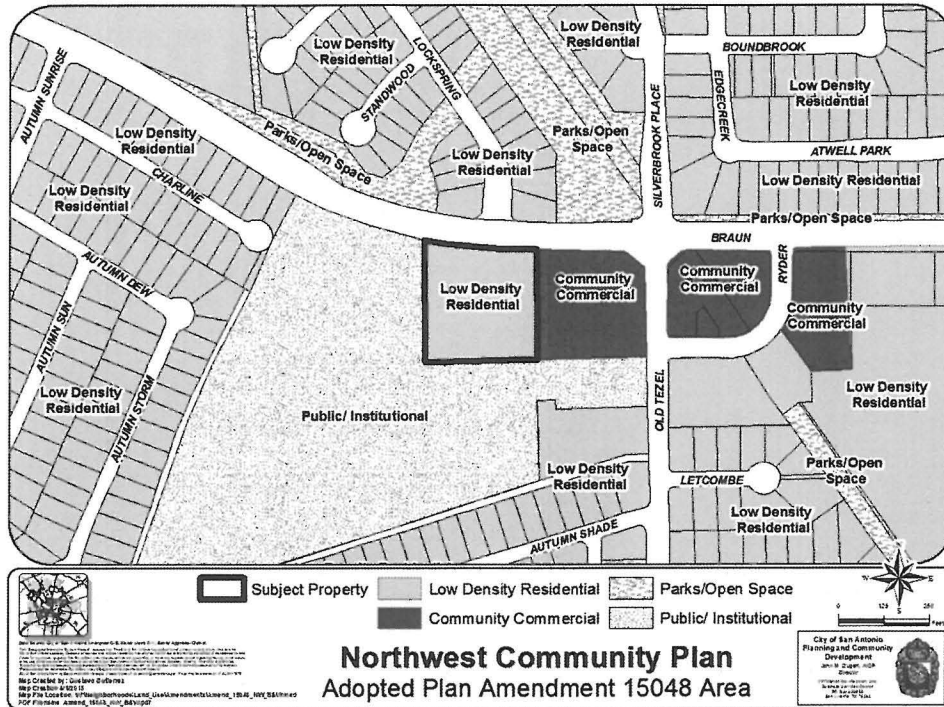 Low Density
Residential
LOCKSPRING
STANDWOOD
Low Density
Residential
SILVERBROOK PLACE
BOUNDBROOK
EDGECREEK
Low Density
Residential
ATWELL PARK
Low Density Residential
Parks/Open Space
AUTUMN SUNRISE
Low Density
Residential
Parks/Open Space
Parks/Open
Space
Low Density
Residential
CHARLINE
Low Density
Residential
BRAUN
RYDER
AUTUMN DEW
Low Density
Residential
Community
Commercial
Community
Commercial
Community
Commercial
AUTUMN SUN
Low Density
Residential
AUTUMN STORM
Public/ Institutional
OLD TEZEL
Low Density
Residential
Low Density
Residential
LETCOMBE
Parks/Open
Space
Low Density
Residential
AUTUMN SHADE
Subject Property
Low Density Residential
Parks/Open Space
Community Commercial
Public/ Institutional
W
E
S
Northwest Community Plan
Adopted Plan Amendment 15048 Area
Map Created by: Gustavo Gutierrez
City of San Antonio
Planning and Community
Development